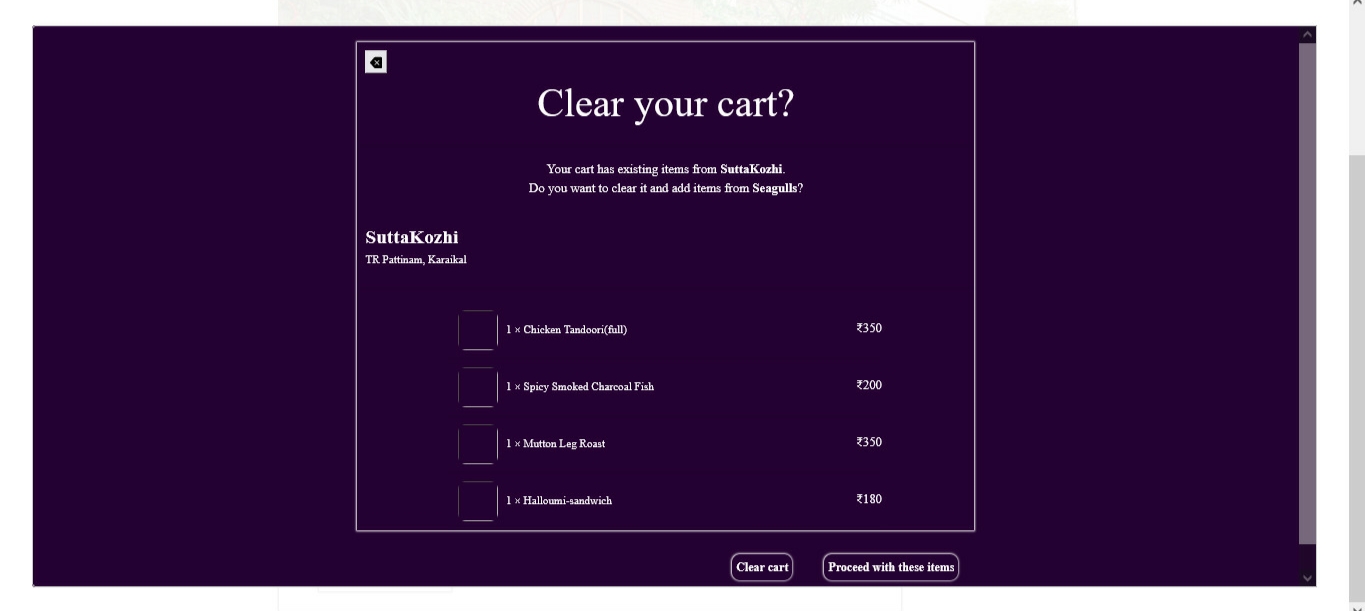 Clear your cart?
Your cart has existing items from SuttaKozhi.
Do you want to clear it and add items from Seagulls?
SuttaKozhi
TR Pattinam, Karaikal
1 × Chicken Tandoori(full) ₹350
1 × Spicy Smoked Charcoal Fish ₹200
1 × Mutton Leg Roast ₹350
1 × Halloumi-sandwich ₹180
Clear cart Proceed with these items